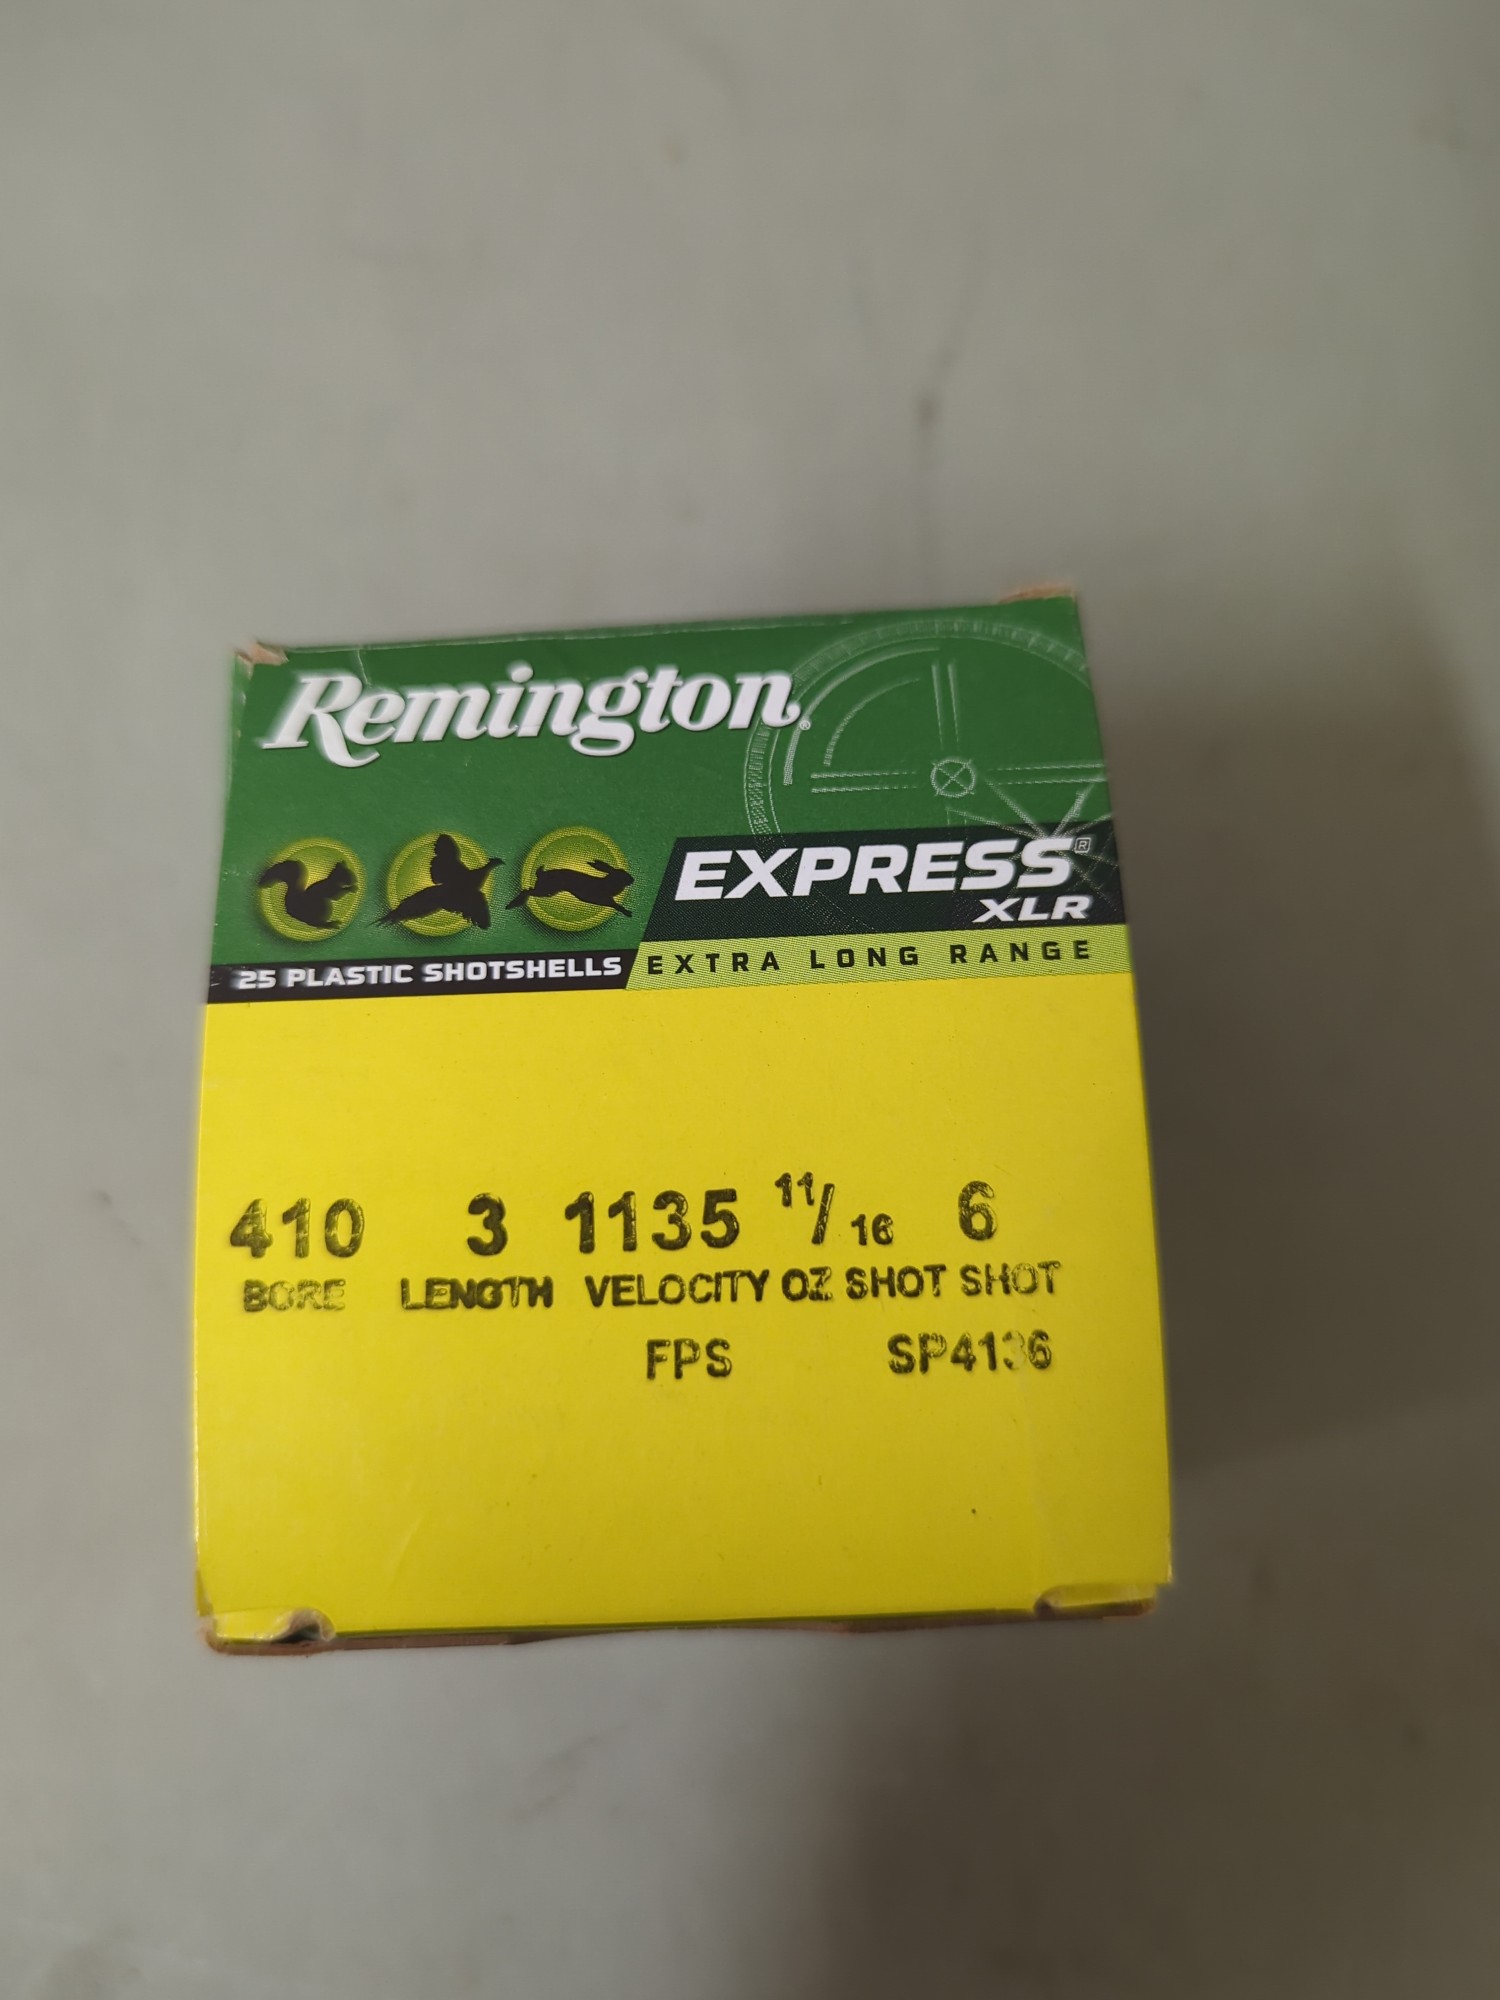 Remington®
EXPRESS®
XLR
25 PLASTIC SHOTSHELLS
EXTRA LONG RANGE
410 3 1135 11/16 6
BORE LENGTH VELOCITY OZ SHOT SHOT
FPS SP4136